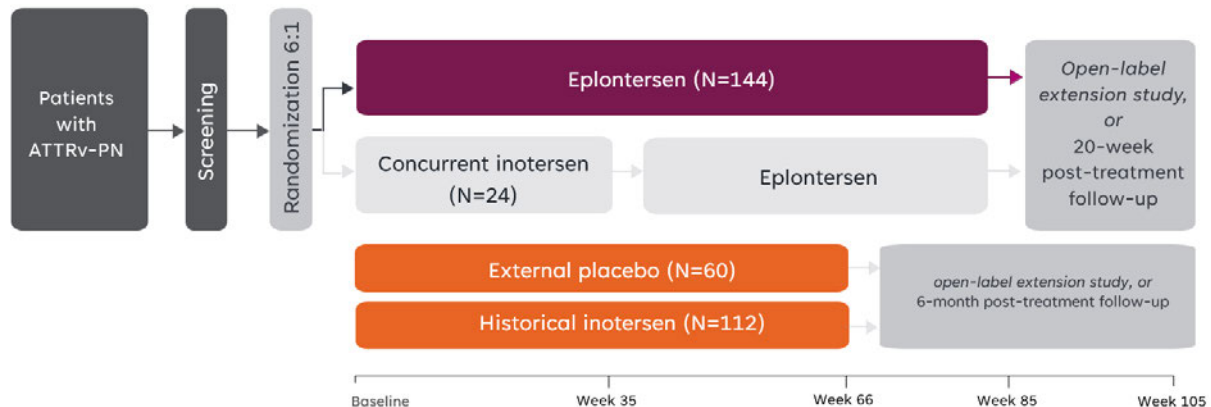 Patients
with
ATTRv-PN
Screening
Randomization 6:1
Eplontersen (N=144)
Concurrent inotersen
(N=24)
Eplontersen
Open-label
extension study,
or
20-week
post-treatment
follow-up
External placebo (N=60)
Historical inotersen (N=112)
open-label extension study, or
6-month post-treatment follow-up
Baseline
Week 35
Week 66
Week 85
Week 105